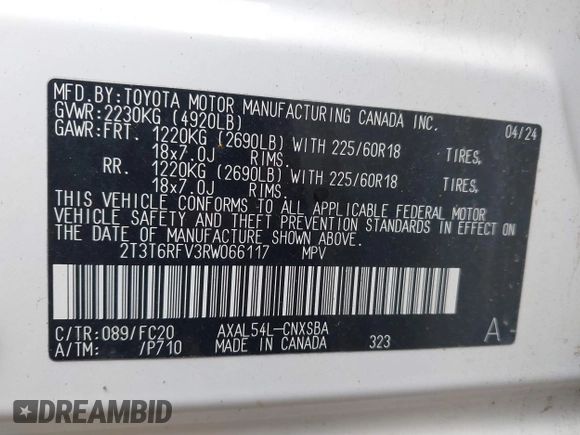 MFD.BY:TOYOTA MOTOR MANUFACTURING CANADA INC. 04/24
GVWR:2230KG (4920LB)
GAWR:FRT. 1220KG (2690LB) WITH 225/60R18 TIRES,
18x7.0J RIMS.
RR. 1220KG (2690LB) WITH 225/60R18 TIRES,
18x7.0J RIMS.
THIS VEHICLE CONFORMS TO ALL APPLICABLE FEDERAL MOTOR
VEHICLE SAFETY AND THEFT PREVENTION STANDARDS IN EFFECT ON
THE DATE OF MANUFACTURE SHOWN ABOVE.
2T3T6RFV3RW066117 MPV
C/TR:089/FC20 AXAL54L-CNXSBA A
A/TM: /P710 MADE IN CANADA 323
DREAMBID